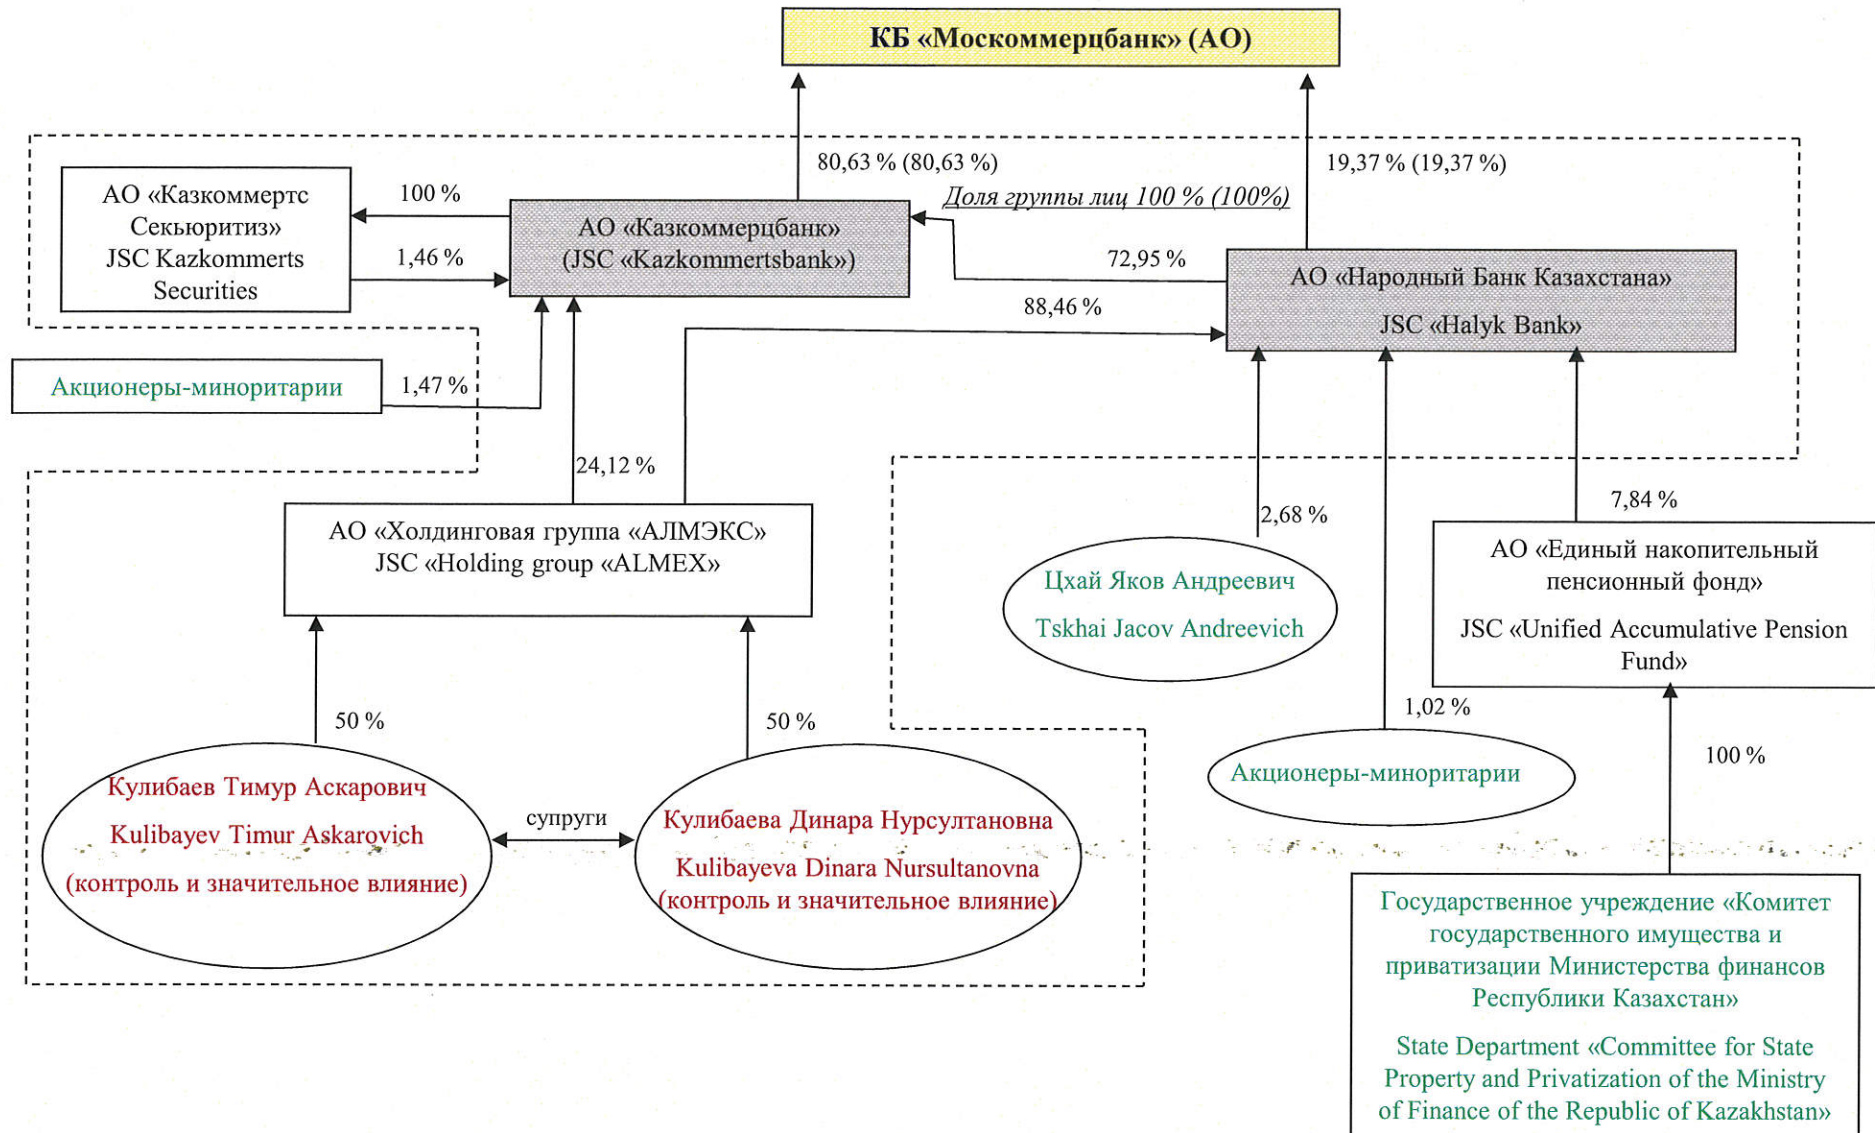 КБ «Москоммерцбанк» (АО)
80,63 % (80,63 %)
19,37 % (19,37 %)
АО «Казкоммертс
Секьюритиз»
JSC Kazkommerts
Securities
100 %
1,46 %
Доля группы лиц 100 % (100%)
АО «Казкоммерцбанк»
(JSC «Kazkommertsbank»)
72,95 %
АО «Народный Банк Казахстана»
JSC «Halyk Bank»
88,46 %
Акционеры-миноритарии
1,47 %
24,12 %
АО «Холдинговая группа «АЛМЭКС»
JSC «Holding group «ALMEX»
2,68 %
7,84 %
Цхай Яков Андреевич
Tskhai Jacov Andreevich
АО «Единый накопительный
пенсионный фонд»
JSC «Unified Accumulative Pension
Fund»
50 %
50 %
1,02 %
100 %
Акционеры-миноритарии
Кулибаев Тимур Аскарович
Kulibayev Timur Askarovich
(контроль и значительное влияние)
супруги
Кулибаева Динара Нурсултановна
Kulibayeva Dinara Nursultanovna
(контроль и значительное влияние)
Государственное учреждение «Комитет
государственного имущества и
приватизации Министерства финансов
Республики Казахстан»
State Department «Committee for State
Property and Privatization of the Ministry
of Finance of the Republic of Kazakhstan»